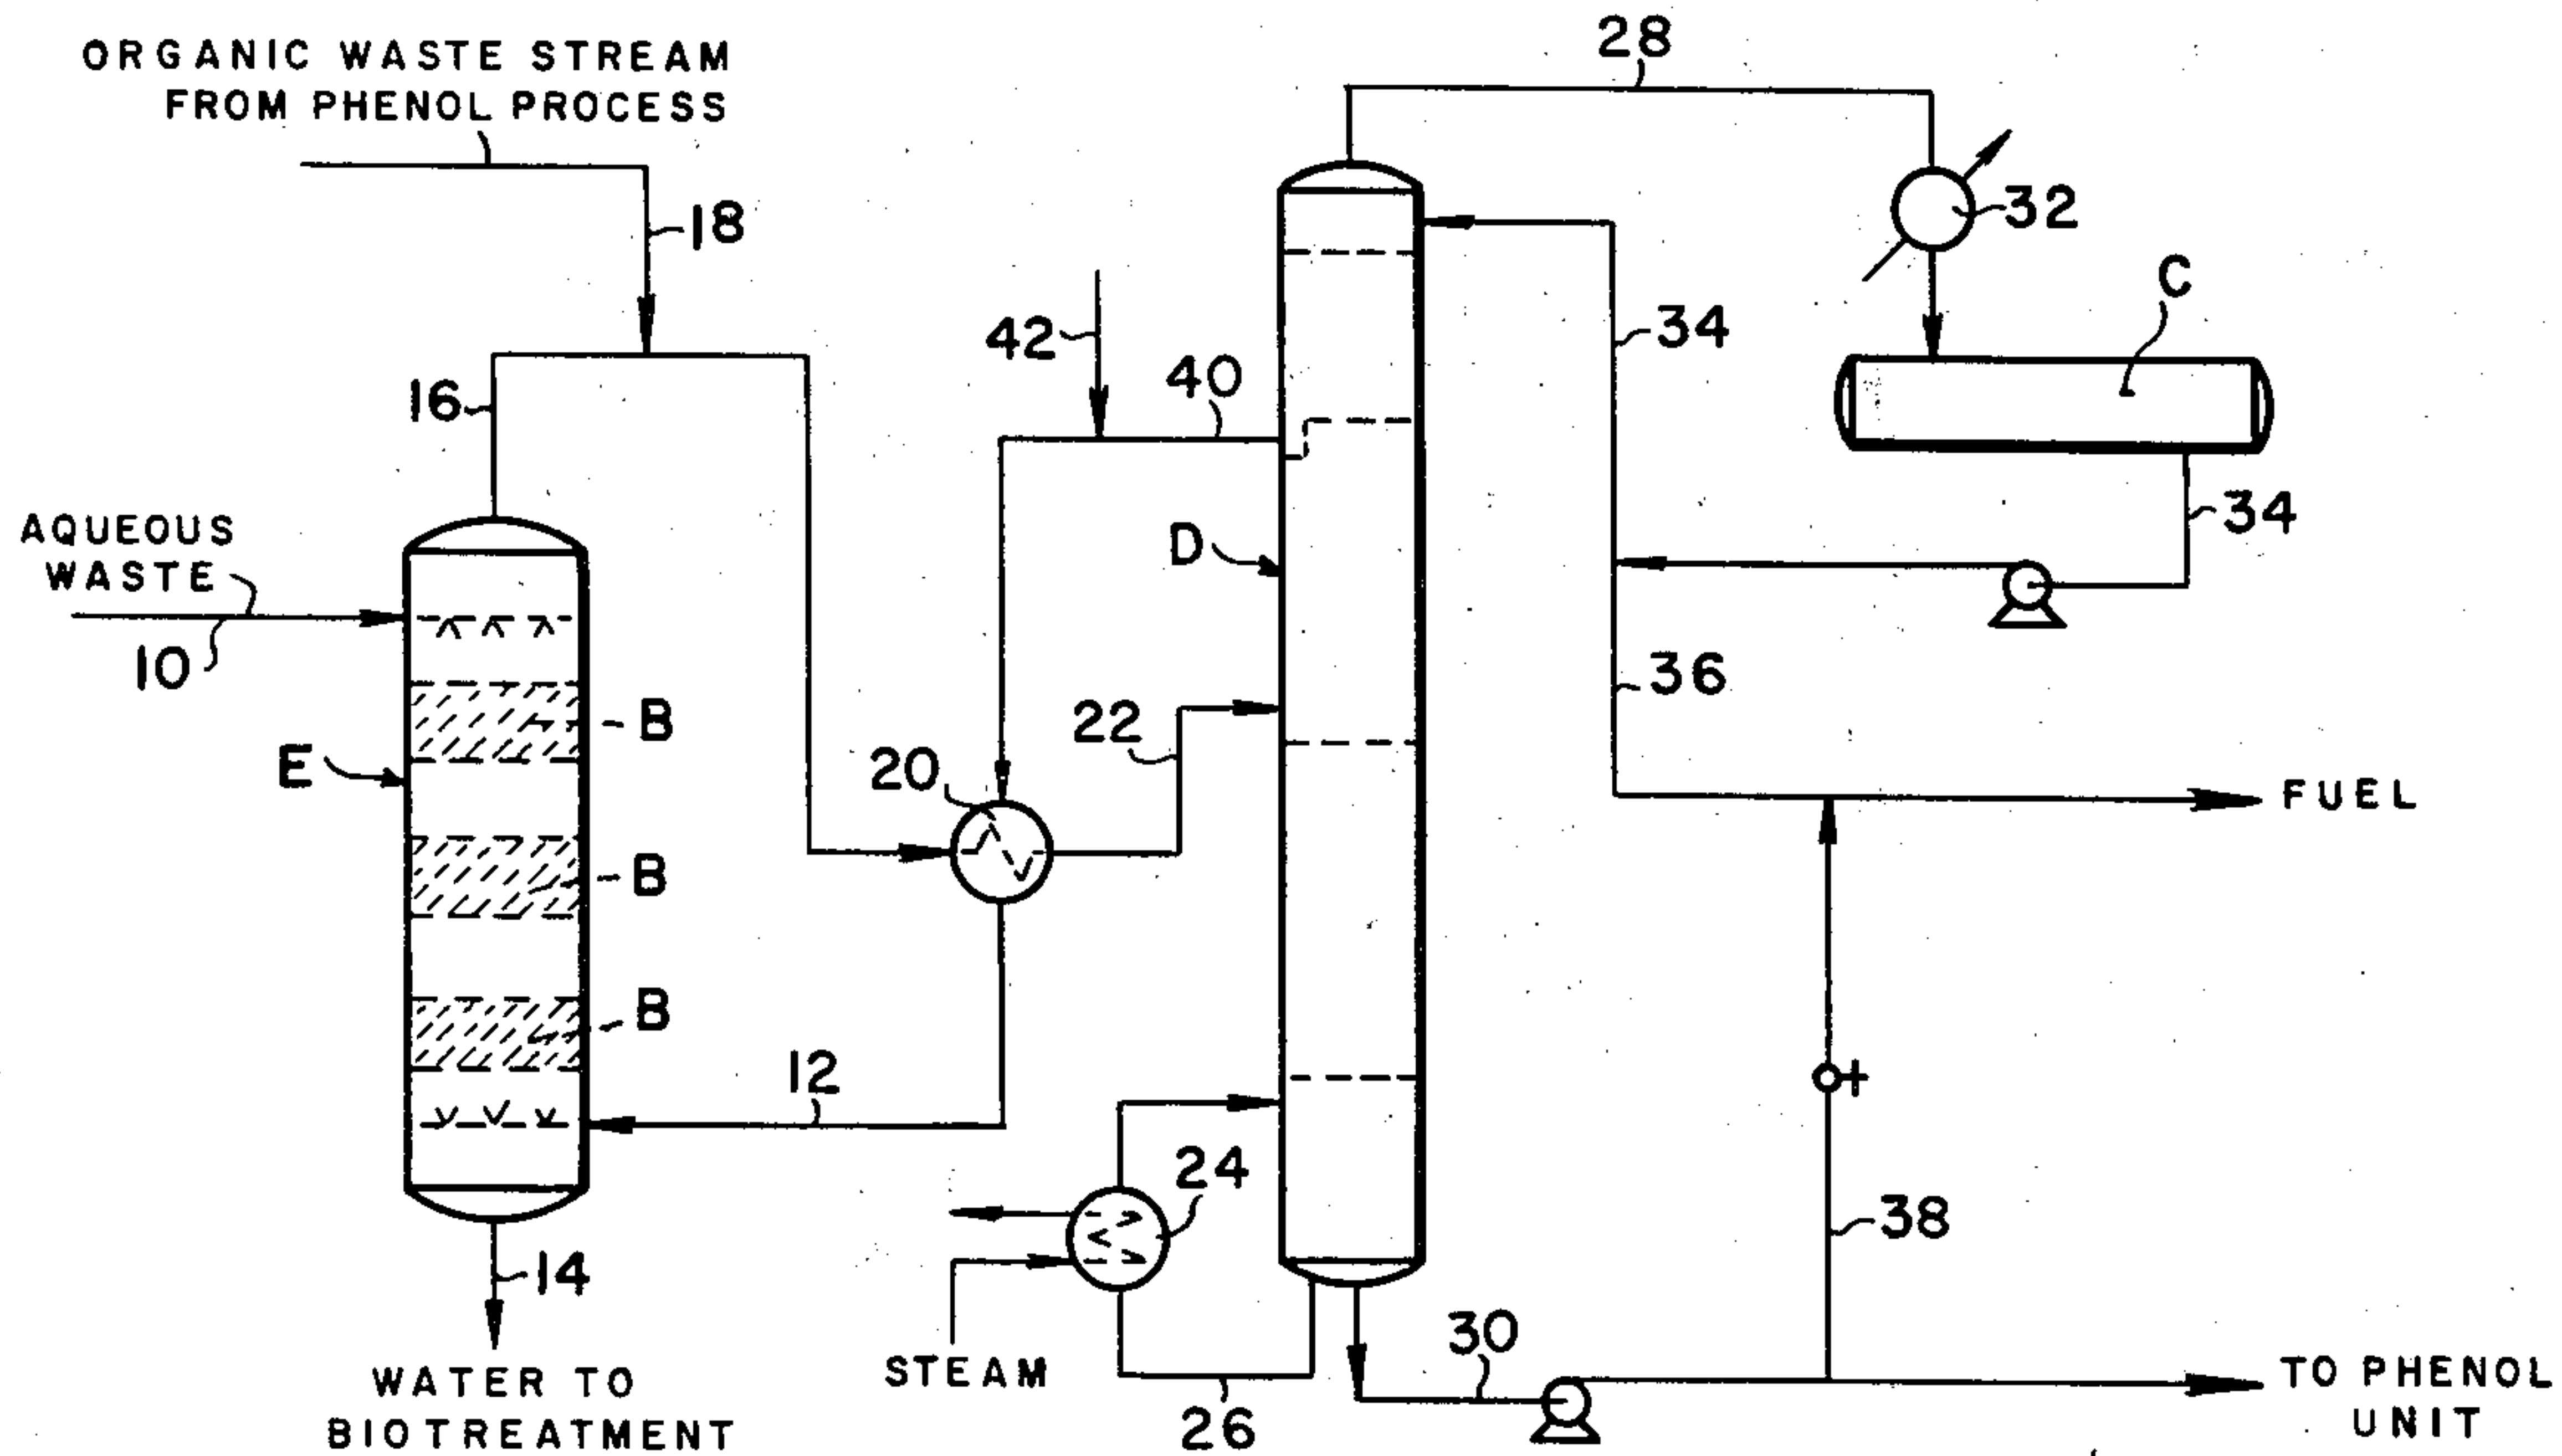 ORGANIC WASTE STREAM
FROM PHENOL PROCESS
28
18
32
C
42
40
34
16
34
AQUEOUS
WASTE
D
10
36
B
22
E
20
FUEL
B
B
12
24
38
14
30
STEAM
TO PHENOL
UNIT
WATER TO
BIOTREATMENT
26